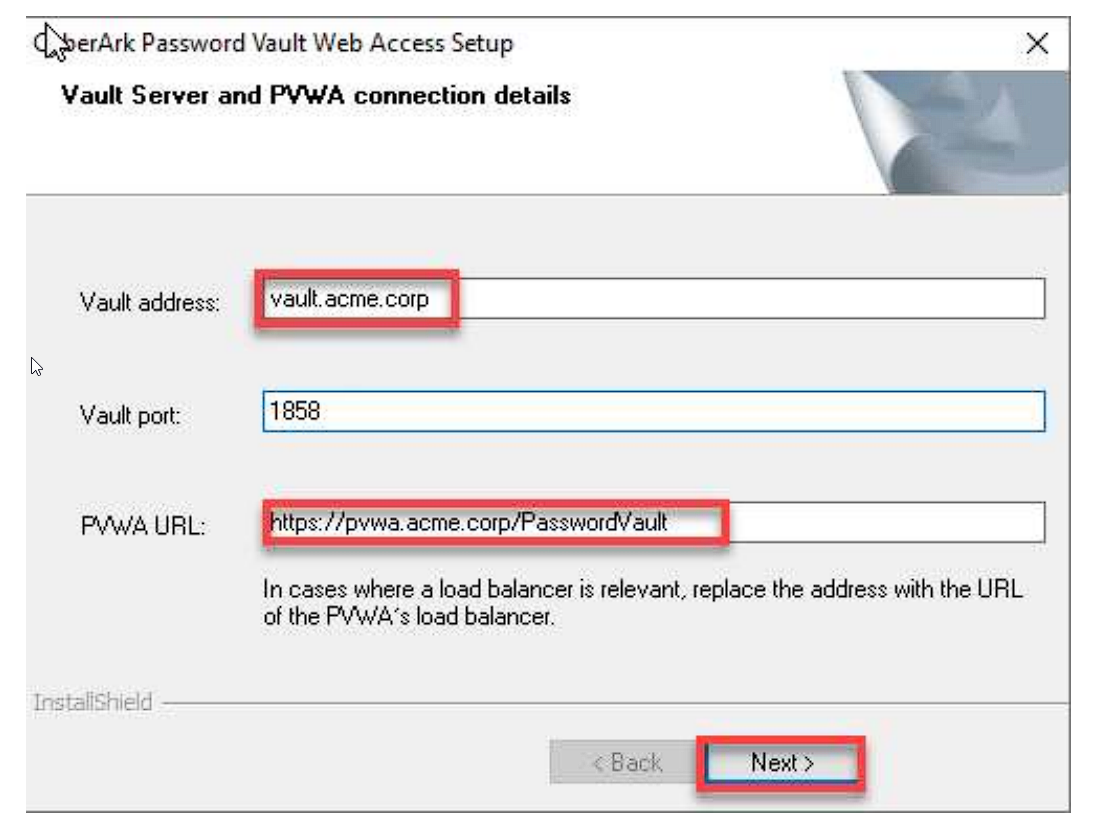 CyberArk Password Vault Web Access Setup
Vault Server and PVWA connection details
Vault address: vault.acme.corp
Vault port: 1858
PVWA URL: https://pvwa.acme.corp/PasswordVault
In cases where a load balancer is relevant, replace the address with the URL
of the PVWA's load balancer.
InstallShield
< Back Next >